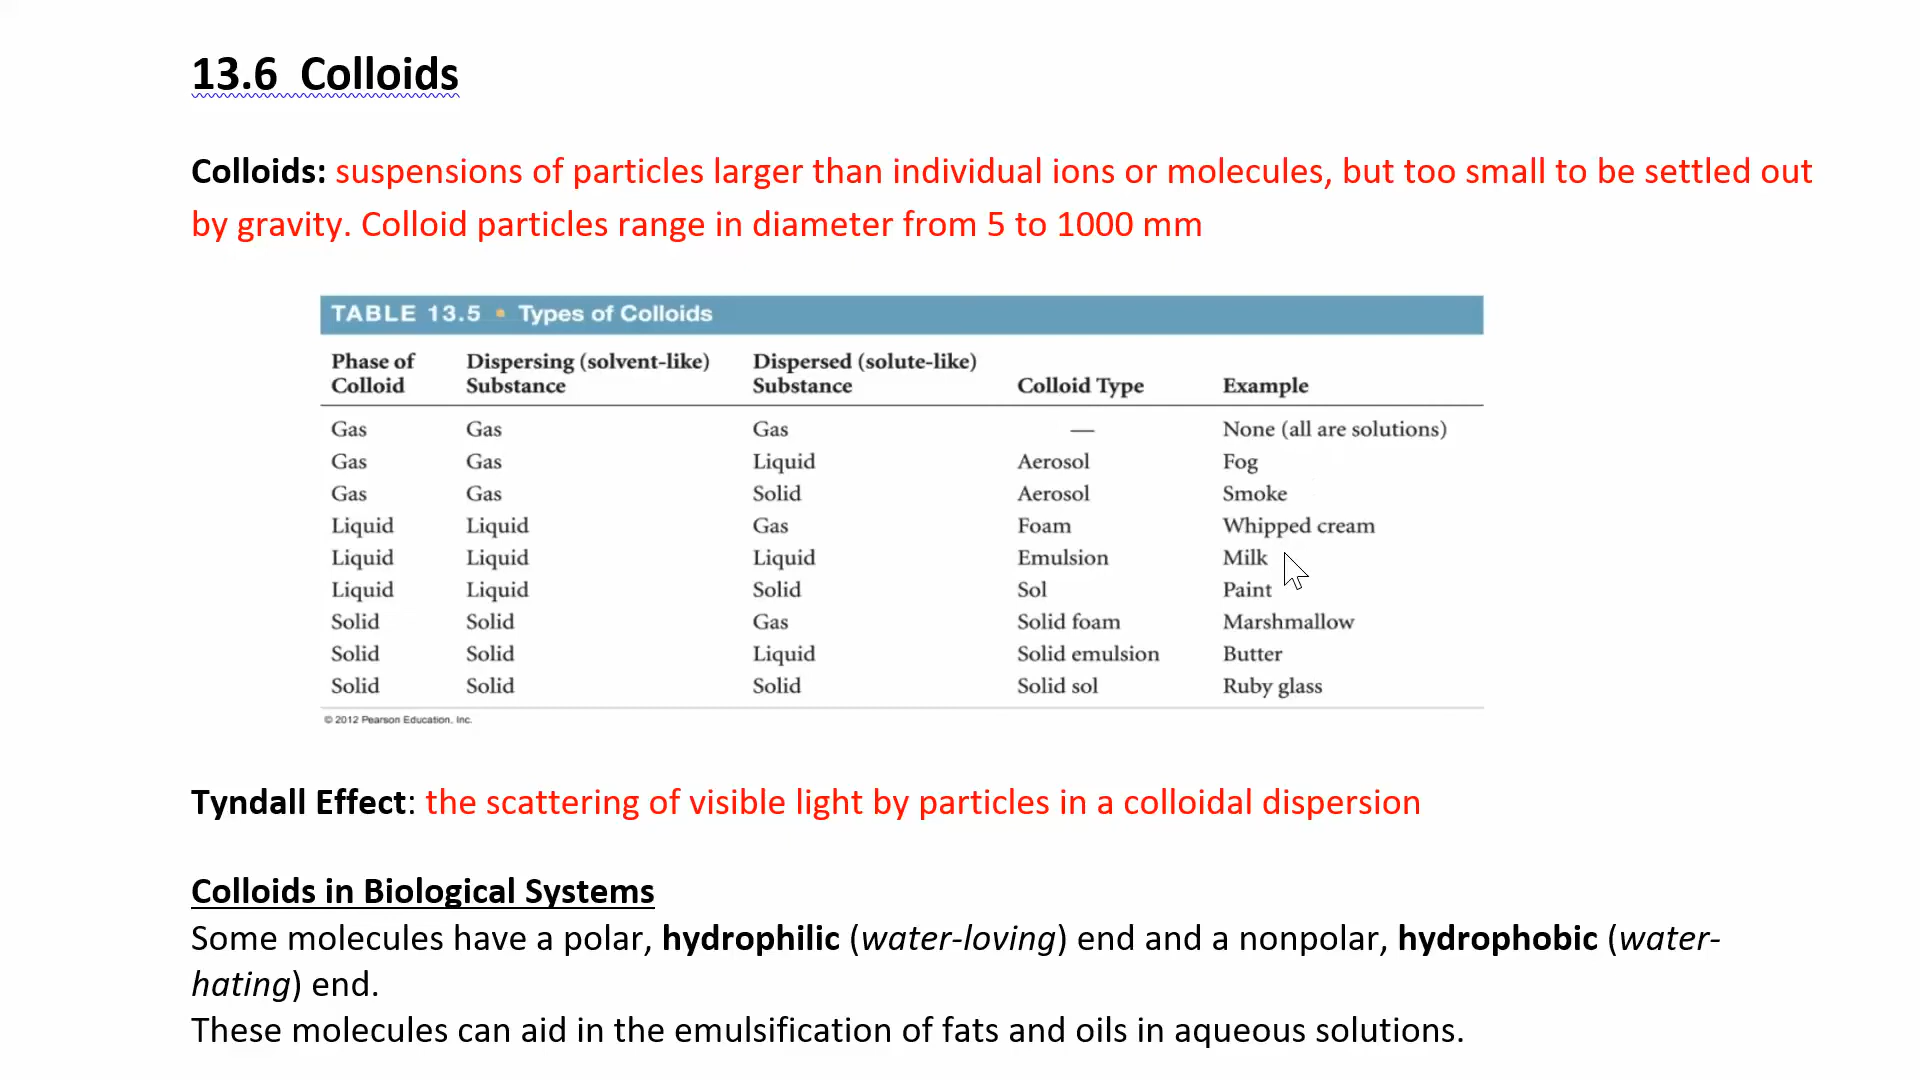 13.6  Colloids
Colloids: suspensions of particles larger than individual ions or molecules, but too small to be settled out
by gravity. Colloid particles range in diameter from 5 to 1000 mm
TABLE 13.5 • Types of Colloids
Phase of Colloid	Dispersing (solvent-like) Substance	Dispersed (solute-like) Substance	Colloid Type	Example
Gas	Gas	Gas	—	None (all are solutions)
Gas	Gas	Liquid	Aerosol	Fog
Gas	Gas	Solid	Aerosol	Smoke
Liquid	Liquid	Gas	Foam	Whipped cream
Liquid	Liquid	Liquid	Emulsion	Milk
Liquid	Liquid	Solid	Sol	Paint
Solid	Solid	Gas	Solid foam	Marshmallow
Solid	Solid	Liquid	Solid emulsion	Butter
Solid	Solid	Solid	Solid sol	Ruby glass
© 2012 Pearson Education, Inc.
Tyndall Effect: the scattering of visible light by particles in a colloidal dispersion
Colloids in Biological Systems
Some molecules have a polar, hydrophilic (water-loving) end and a nonpolar, hydrophobic (water-
hating) end.
These molecules can aid in the emulsification of fats and oils in aqueous solutions.